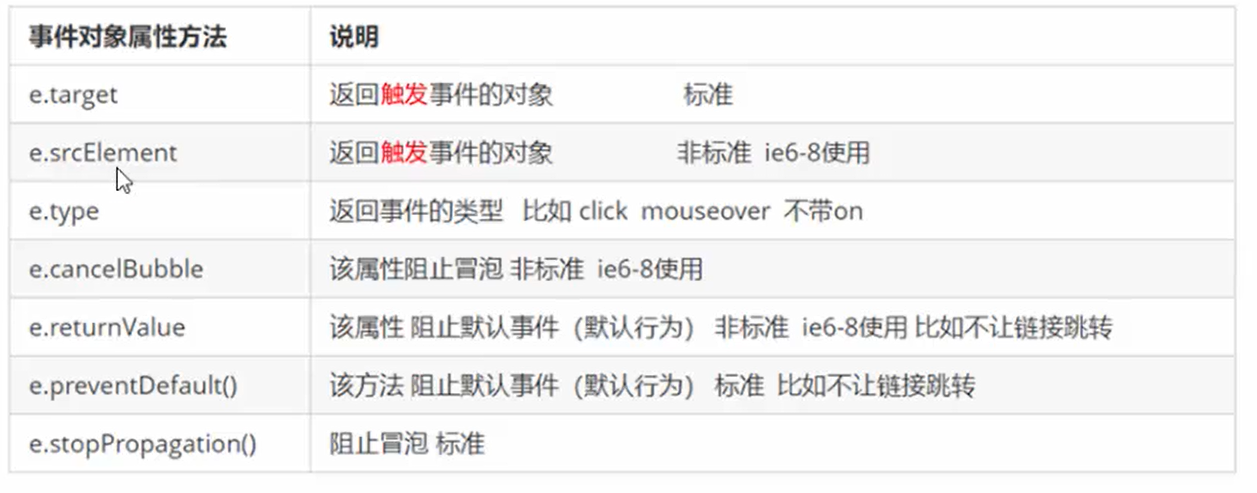 事件对象属性方法 说明
e.target 返回触发事件的对象 标准
e.srcElement 返回触发事件的对象 非标准 ie6-8使用
e.type 返回事件的类型 比如 click mouseover 不带on
e.cancelBubble 该属性阻止冒泡 非标准 ie6-8使用
e.returnValue 该属性 阻止默认事件（默认行为） 非标准 ie6-8使用 比如不让链接跳转
e.preventDefault() 该方法 阻止默认事件（默认行为） 标准 比如不让链接跳转
e.stopPropagation() 阻止冒泡 标准